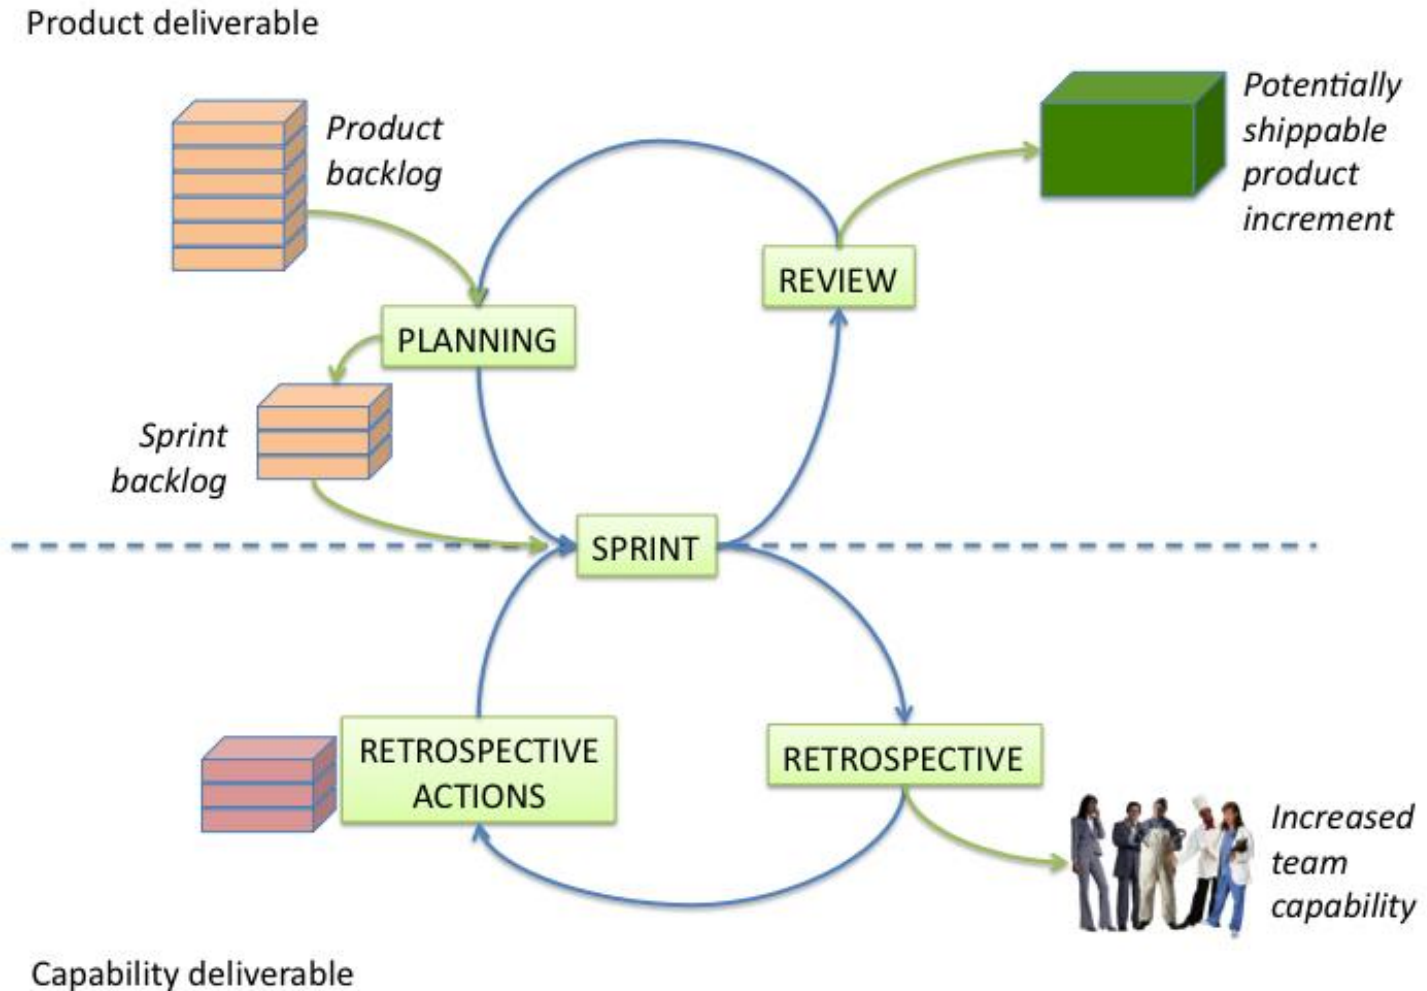 Product deliverable
Product
backlog
Potentially
shippable
product
increment
REVIEW
PLANNING
Sprint
backlog
SPRINT
RETROSPECTIVE
ACTIONS
RETROSPECTIVE
Increased
team
capability
Capability deliverable